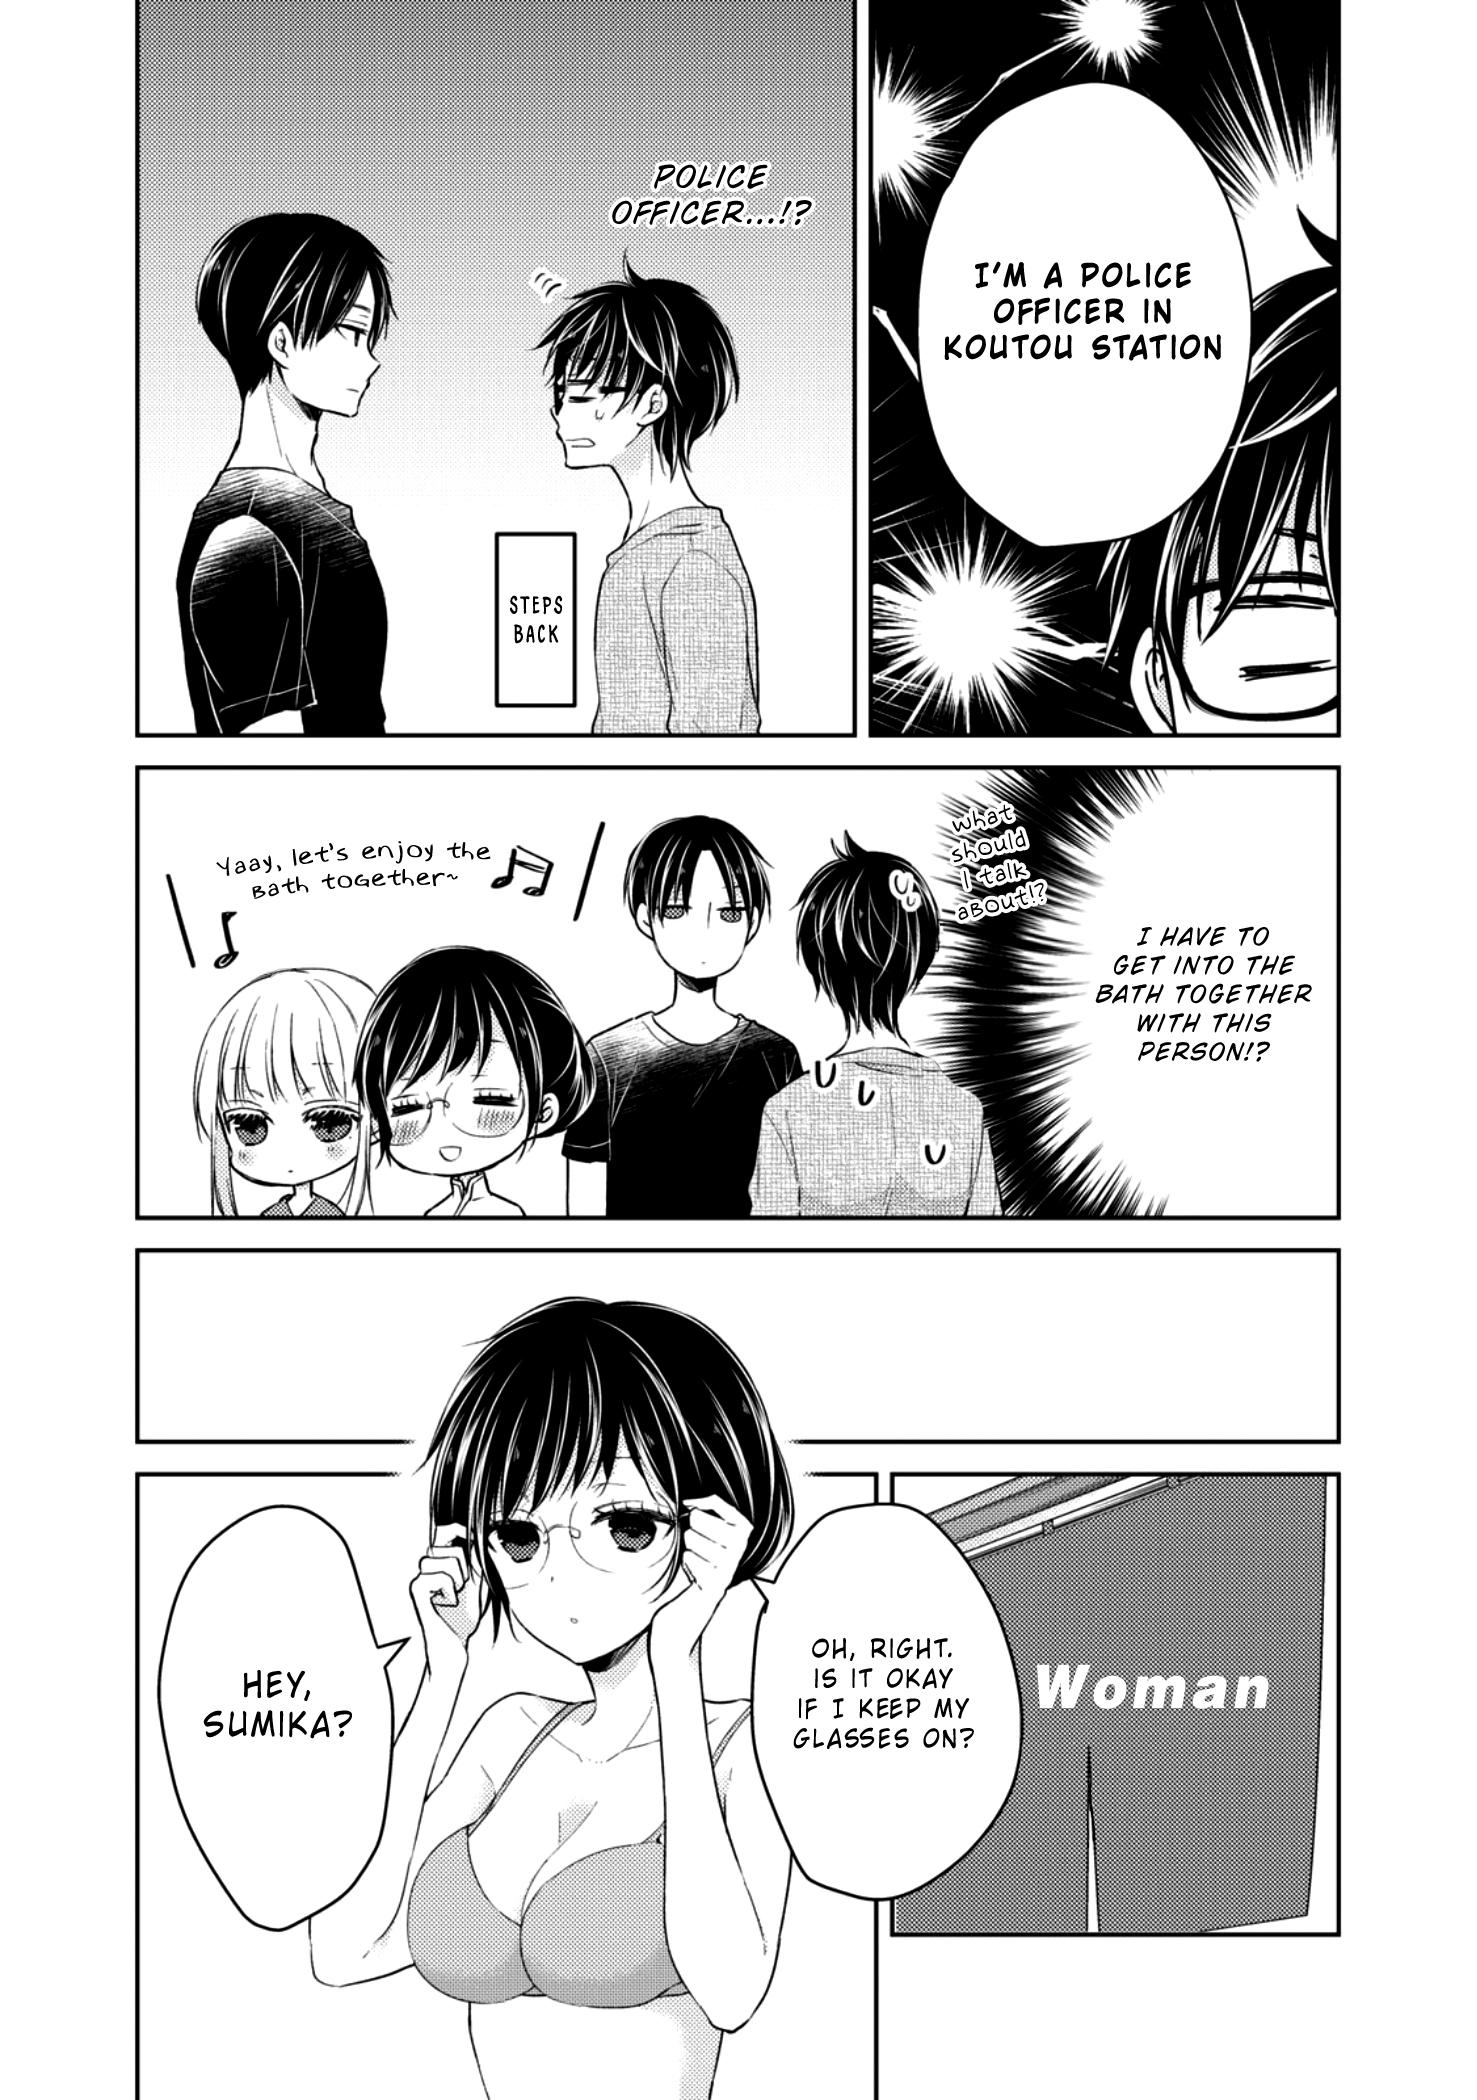 I'M A POLICE
OFFICER IN
KOUTOU STATION
POLICE
OFFICER...!?
STEPS
BACK
I HAVE TO
GET INTO THE
BATH TOGETHER
WITH THIS
PERSON!?
what
should
I talk
about!?
Yaay, let's enjoy the
bath together~
Woman
OH, RIGHT.
IS IT OKAY
IF I KEEP MY
GLASSES ON?
HEY,
SUMIKA?